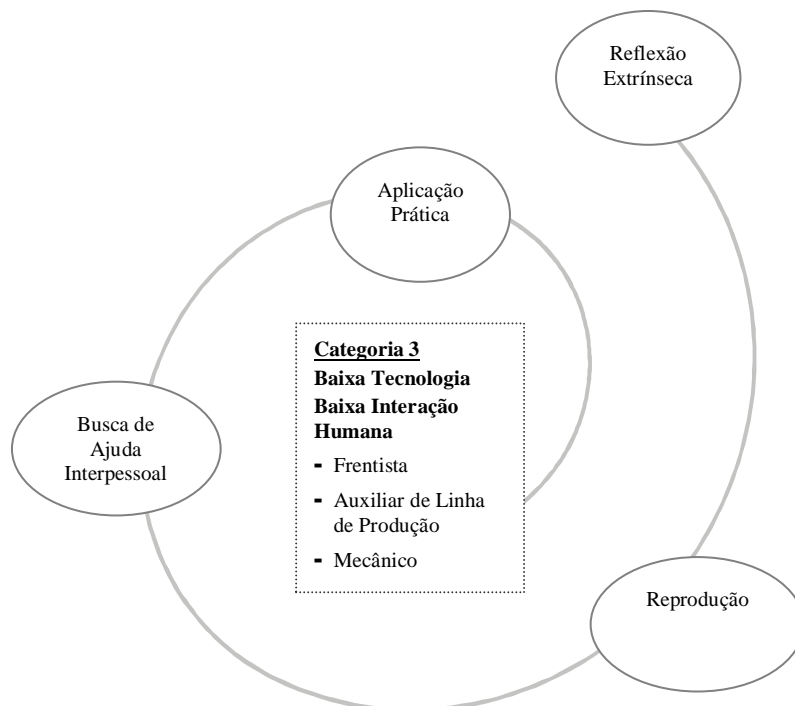 Reflexão
Extrínseca
Aplicação
Prática
Categoria 3
Baixa Tecnologia
Baixa Interação
Humana
- Frentista
- Auxiliar de Linha
de Produção
- Mecânico
Busca de
Ajuda
Interpessoal
Reprodução